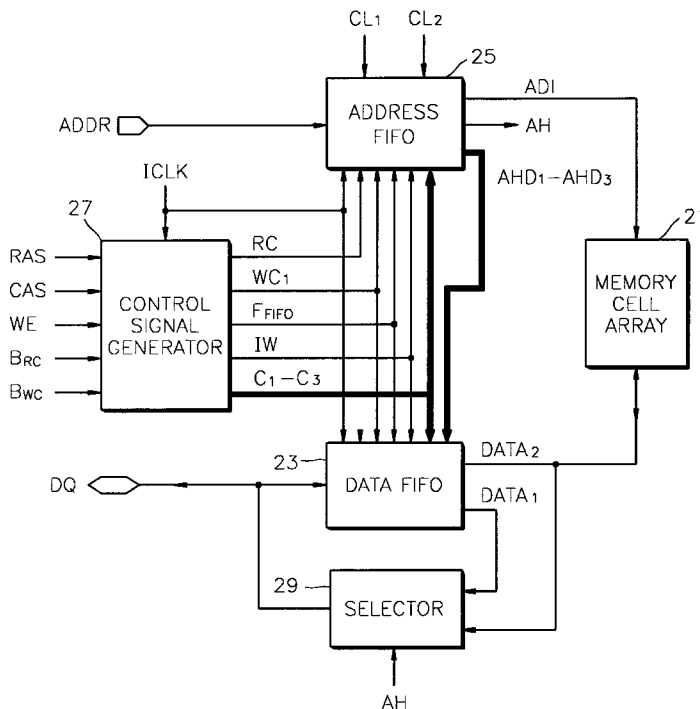 CL1 CL2
25
ADI
ADDR
ADDRESS
FIFO
AH
ICLK
AHD1-AHD3
27
2
RAS
RC
CAS
WC1
CONTROL
SIGNAL
GENERATOR
MEMORY
CELL
ARRAY
WE
FFIFO
IW
BRC
C1-C3
BWC
23
DATA2
DQ
DATA FIFO
DATA1
29
SELECTOR
AH